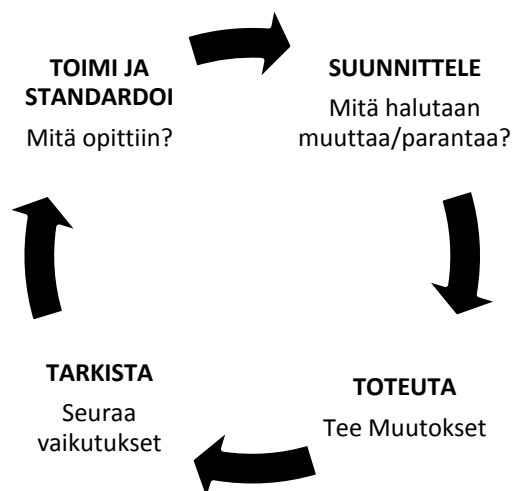 TOIMI JA
STANDARDOI
Mitä opittiin?
SUUNNITTELE
Mitä halutaan
muuttaa/parantaa?
TOTEUTA
Tee Muutokset
TARKISTA
Seuraa
vaikutukset